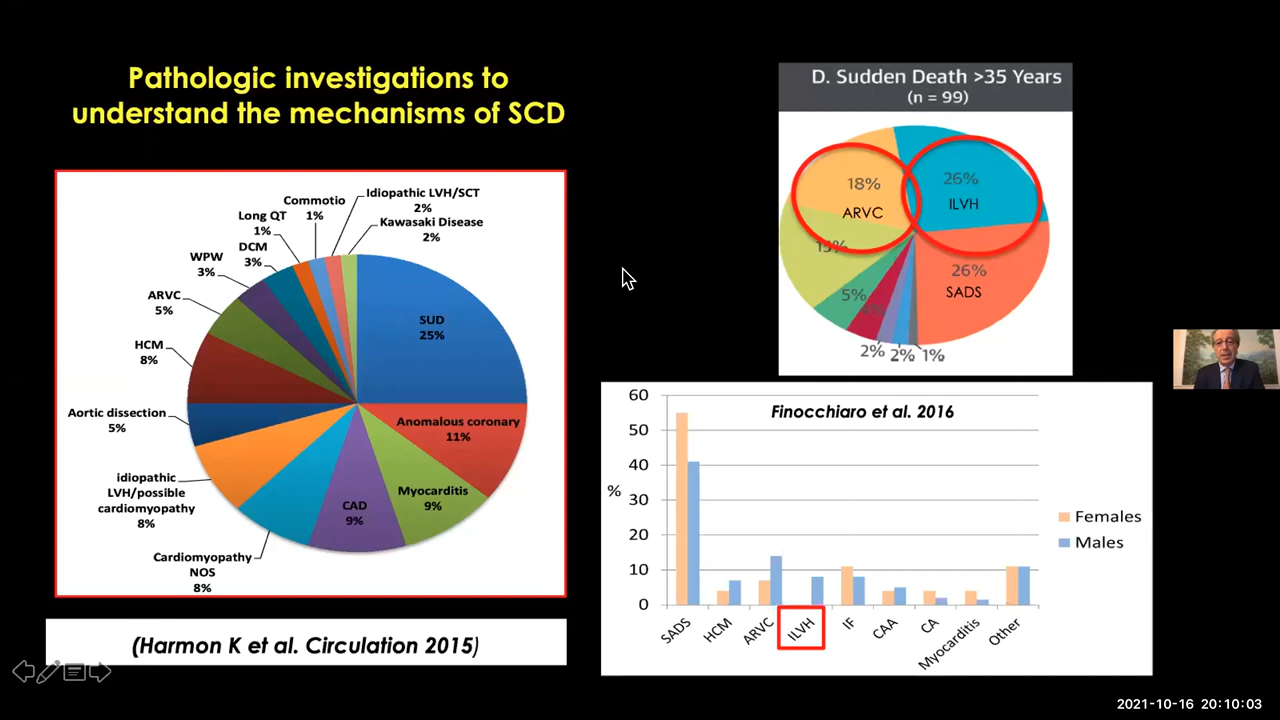 Pathologic investigations to
understand the mechanisms of SCD
Commotio
1%
Idiopathic LVH/SCT
2%
Long QT
1%
Kawasaki Disease
2%
DCM
3%
WPW
3%
ARVC
5%
HCM
8%
Aortic dissection
5%
idiopathic
LVH/possible
cardiomyopathy
8%
Cardiomyopathy
NOS
8%
CAD
9%
Myocarditis
9%
Anomalous coronary
11%
SUD
25%
(Harmon K et al. Circulation 2015)
D. Sudden Death >35 Years
(n = 99)
18%
ARVC
26%
ILVH
26%
SADS
5%
2%
2%
1%
Finocchiaro et al. 2016
60
50
40
30
20
10
0
%
SADS
HCM
ARVC
ILVH
IF
CAA
CA
Myocarditis
Other
Females
Males
2021-10-16 20:10:03